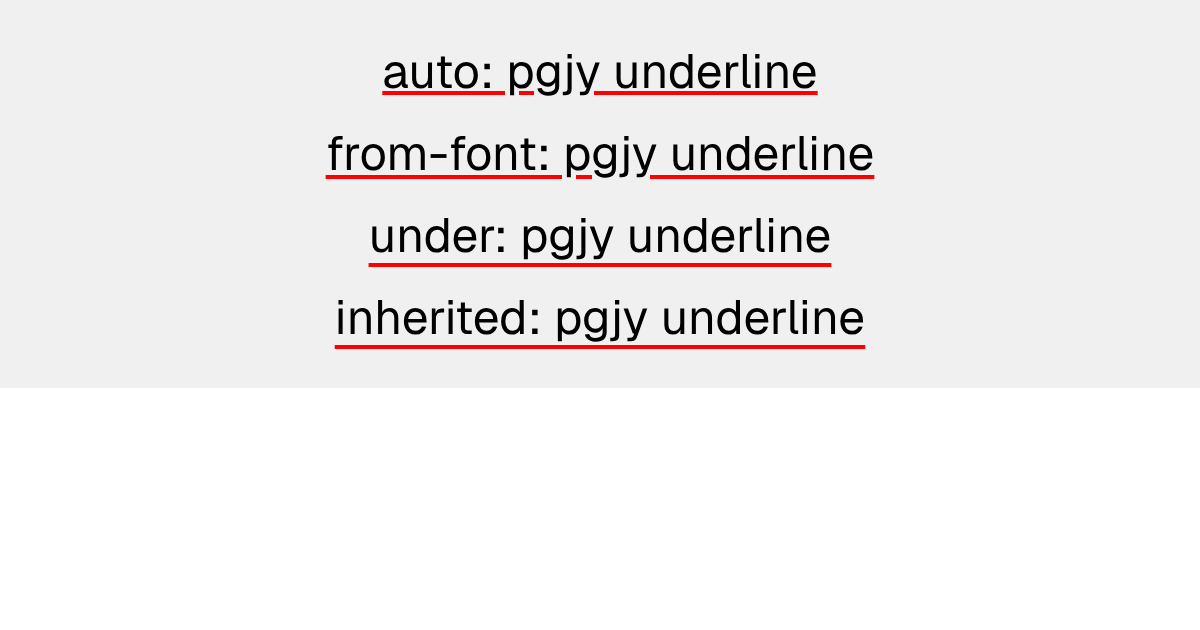 auto: pgjy underline
from-font: pgjy underline
under: pgjy underline
inherited: pgjy underline